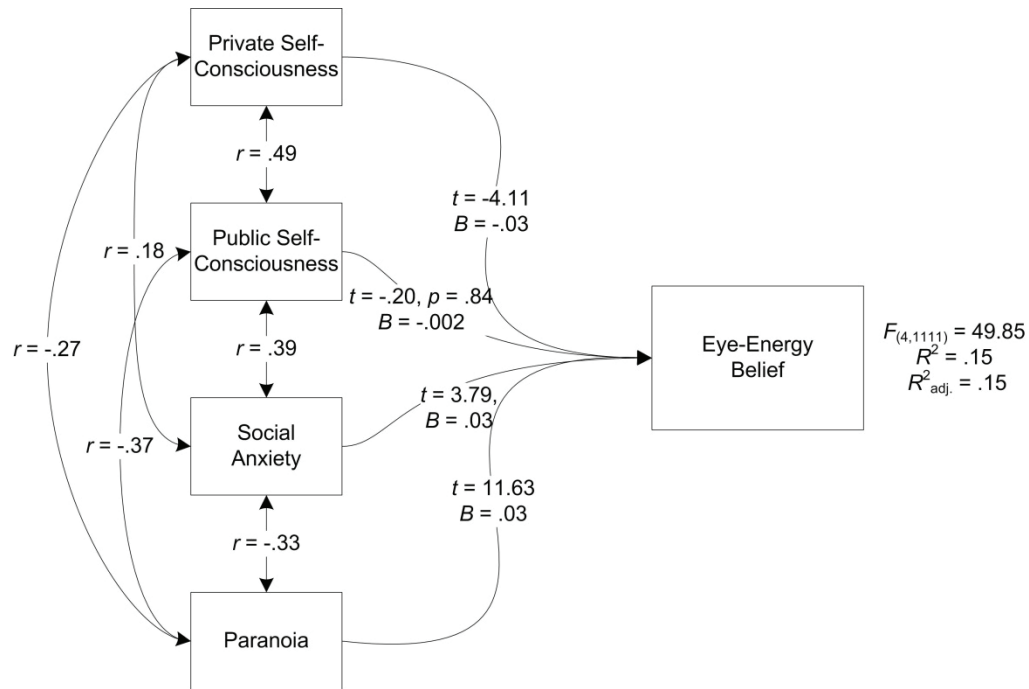 Private Self-
Consciousness
r = .49
t = -4.11
B = -.03
Public Self-
Consciousness
r = .18
t = -.20, p = .84
B = -.002
r = -.27
r = .39
Eye-Energy
Belief
F(4,1111) = 49.85
R² = .15
R²adj. = .15
t = 3.79,
B = .03
Social
Anxiety
r = -.37
t = 11.63
B = .03
r = -.33
Paranoia